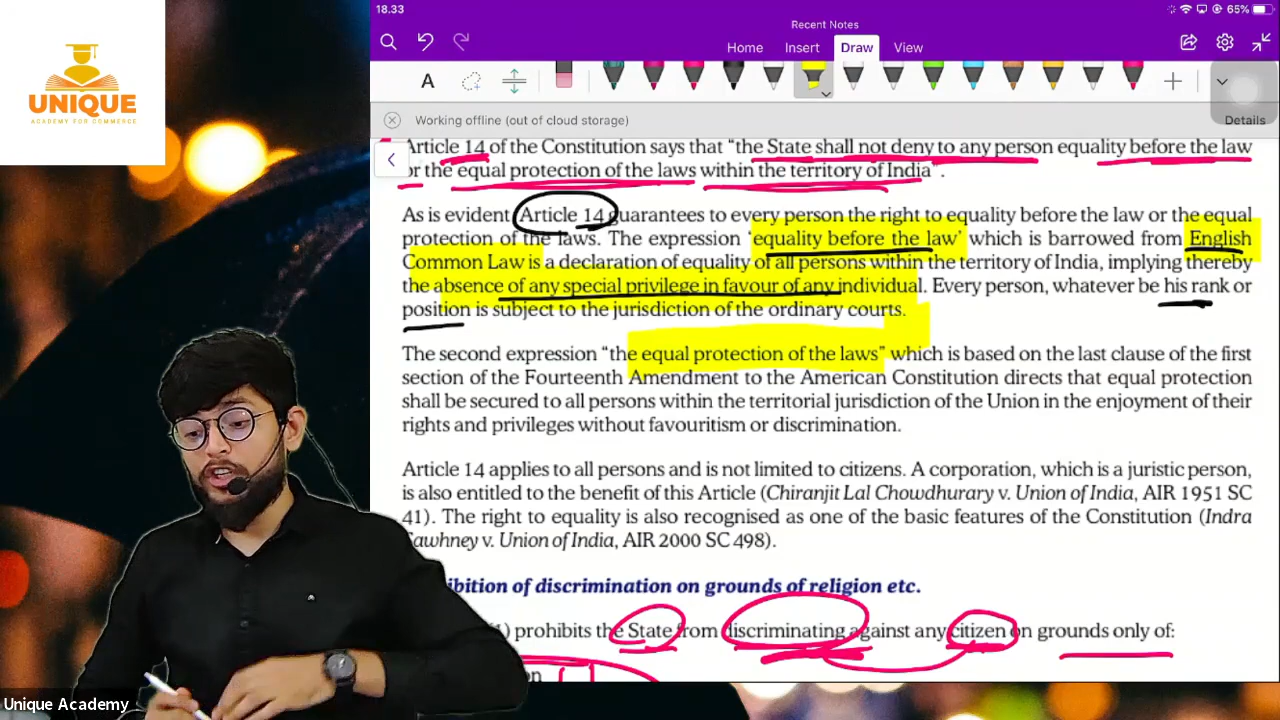 18.33
Recent Notes
65%
Home Insert Draw View
A
Working offline (out of cloud storage)
Details
UNIQUE
ACADEMY FOR COMMERCE
Article 14 of the Constitution says that “the State shall not deny to any person equality before the law
or the equal protection of the laws within the territory of India”.
As is evident Article 14 guarantees to every person the right to equality before the law or the equal
protection of the laws. The expression ‘equality before the law’ which is barrowed from English
Common Law is a declaration of equality of all persons within the territory of India, implying thereby
the absence of any special privilege in favour of any individual. Every person, whatever be his rank or
position is subject to the jurisdiction of the ordinary courts.
The second expression “the equal protection of the laws” which is based on the last clause of the first
section of the Fourteenth Amendment to the American Constitution directs that equal protection
shall be secured to all persons within the territorial jurisdiction of the Union in the enjoyment of their
rights and privileges without favouritism or discrimination.
Article 14 applies to all persons and is not limited to citizens. A corporation, which is a juristic person,
is also entitled to the benefit of this Article (Chiranjit Lal Chowdhurary v. Union of India, AIR 1951 SC
41). The right to equality is also recognised as one of the basic features of the Constitution (Indra
Sawhney v. Union of India, AIR 2000 SC 498).
ibition of discrimination on grounds of religion etc.
1) prohibits the State from discriminating against any citizen on grounds only of:
on
Unique Academy